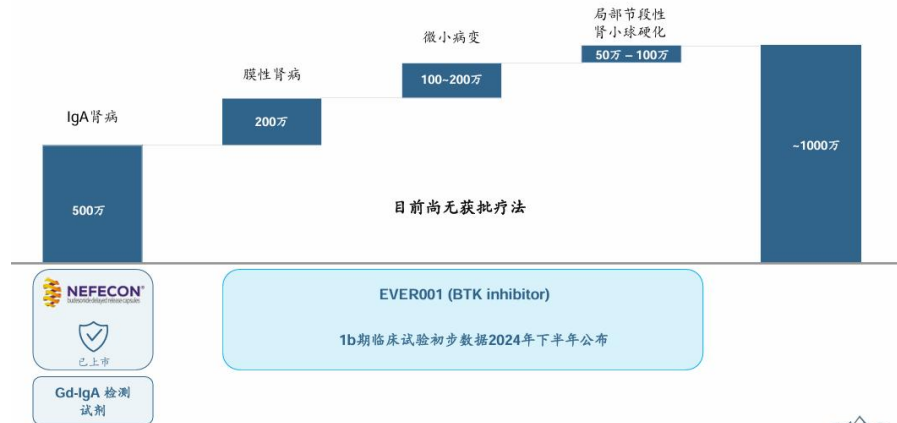 局部节段性
肾小球硬化
微小病变
50万 – 100万
膜性肾病
100~200万
IgA肾病
200万
~1000万
500万
目前尚无获批疗法
NEFECON®
budesonide delayed release capsules
EVER001 (BTK inhibitor)
1b期临床试验初步数据2024年下半年公布
已上市
Gd-IgA 检测
试剂